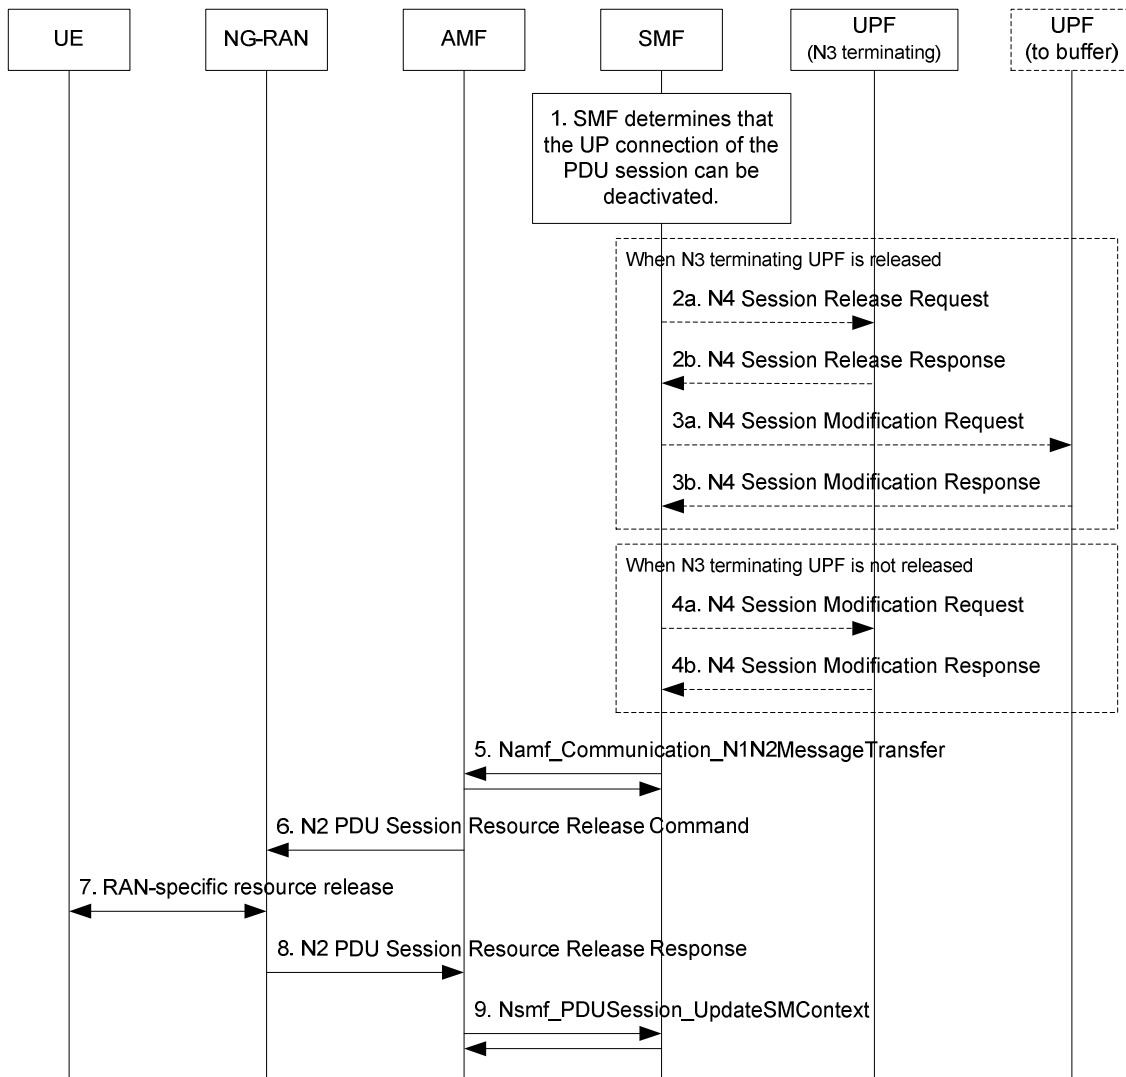 UE
NG-RAN
AMF
SMF
UPF
(N3 terminating)
UPF
(to buffer)
1. SMF determines that
the UP connection of the
PDU session can be
deactivated.
When N3 terminating UPF is released
2a. N4 Session Release Request
2b. N4 Session Release Response
3a. N4 Session Modification Request
3b. N4 Session Modification Response
When N3 terminating UPF is not released
4a. N4 Session Modification Request
4b. N4 Session Modification Response
5. Namf_Communication_N1N2MessageTransfer
6. N2 PDU Session Resource Release Command
7. RAN-specific resource release
8. N2 PDU Session Resource Release Response
9. Nsmf_PDUSession_UpdateSMContext